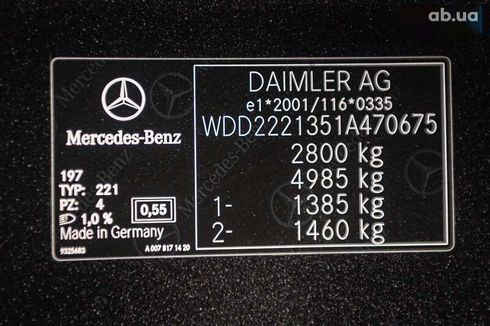 ab.ua
DAIMLER AG
e1*2001/116*0335
WDD2221351A470675
2800 kg
4985 kg
1- 1385 kg
2- 1460 kg
Mercedes-Benz
197
TYP: 221
PZ: 4
1,0 %
0,55
Made in Germany
9325683
A 007 817 14 20